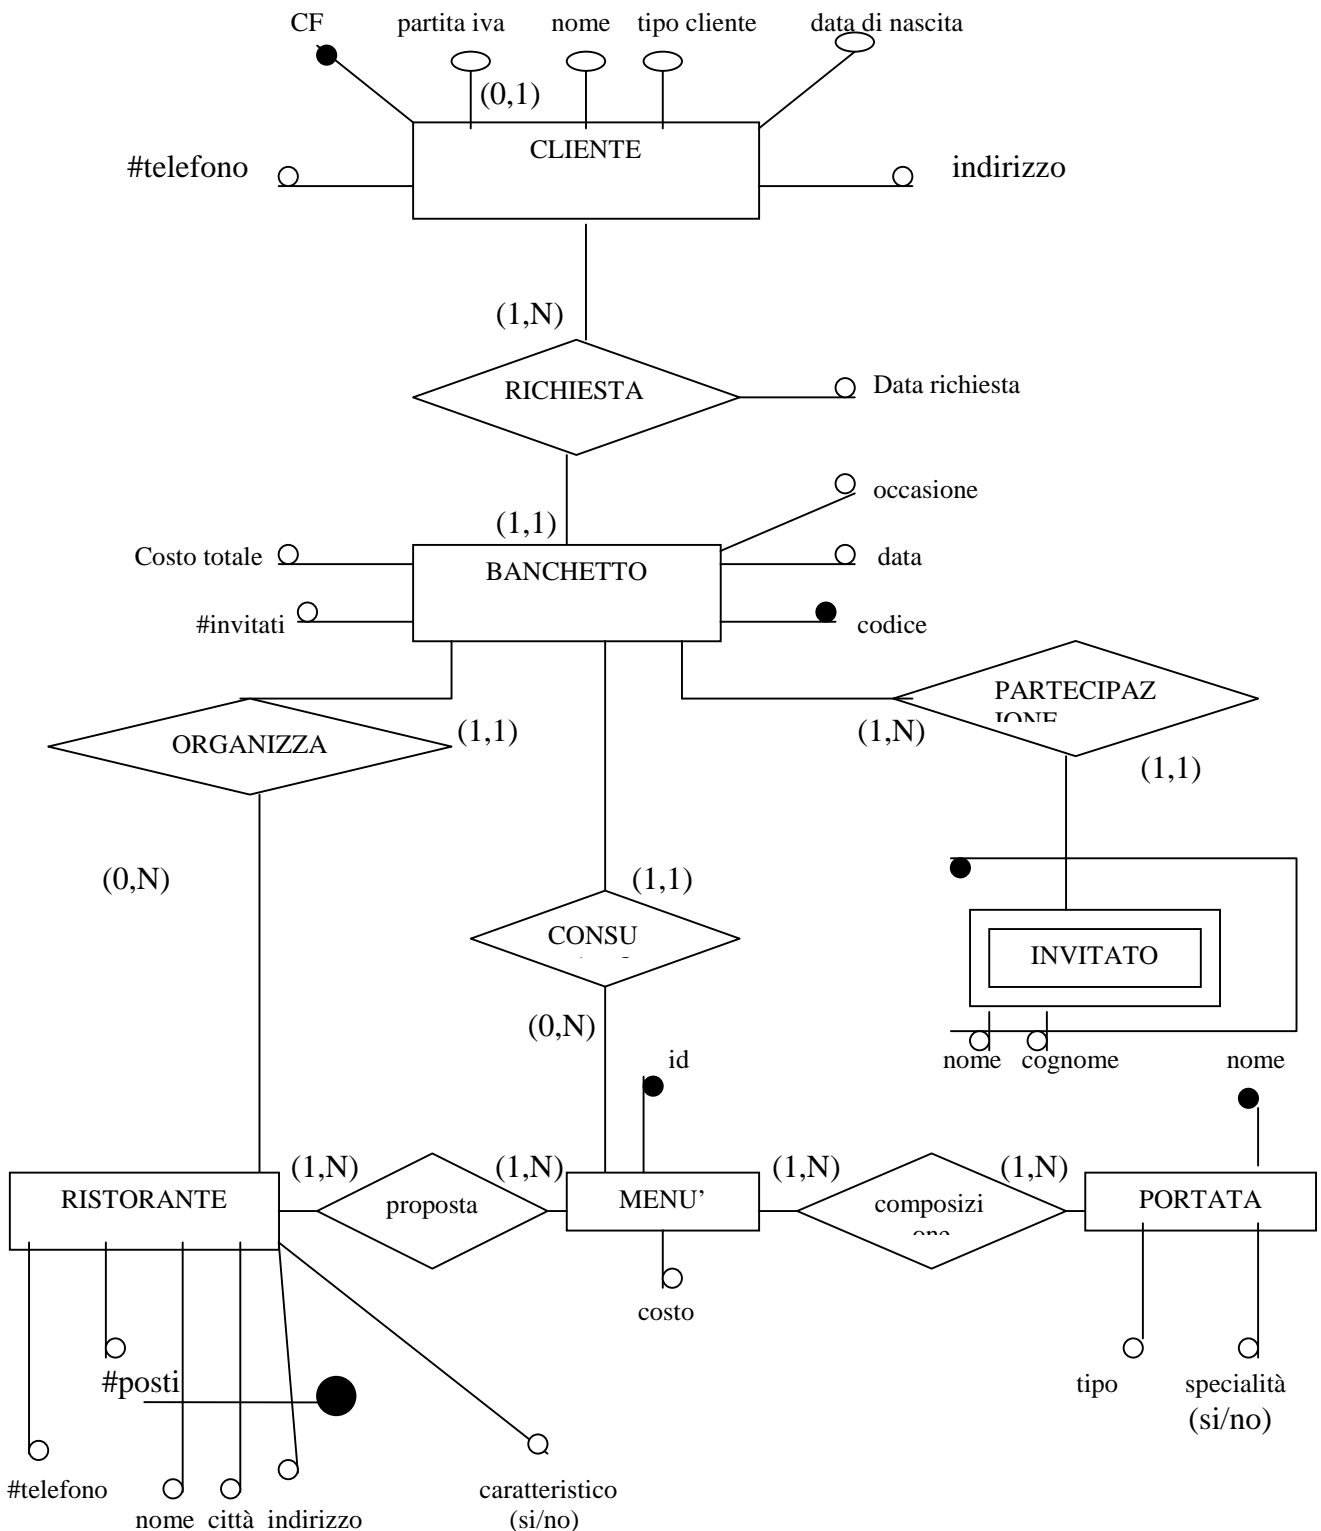 CF partita iva nome tipo cliente data di nascita
(0,1)
CLIENTE
#telefono indirizzo
(1,N)
RICHIESTA Data richiesta
occasione
(1,1)
Costo totale BANCHETTO data
#invitati codice
PARTECIPAZ
IONE
(1,1) (1,N)
ORGANIZZA
(1,1)
(0,N) (1,1)
CONSU
INVITATO
(0,N)
id nome cognome nome
(1,N) (1,N) (1,N) (1,N)
RISTORANTE proposta MENU’ composizi PORTATA
one
costo
#posti tipo specialità
(si/no)
#telefono caratteristico
nome città indirizzo (si/no)